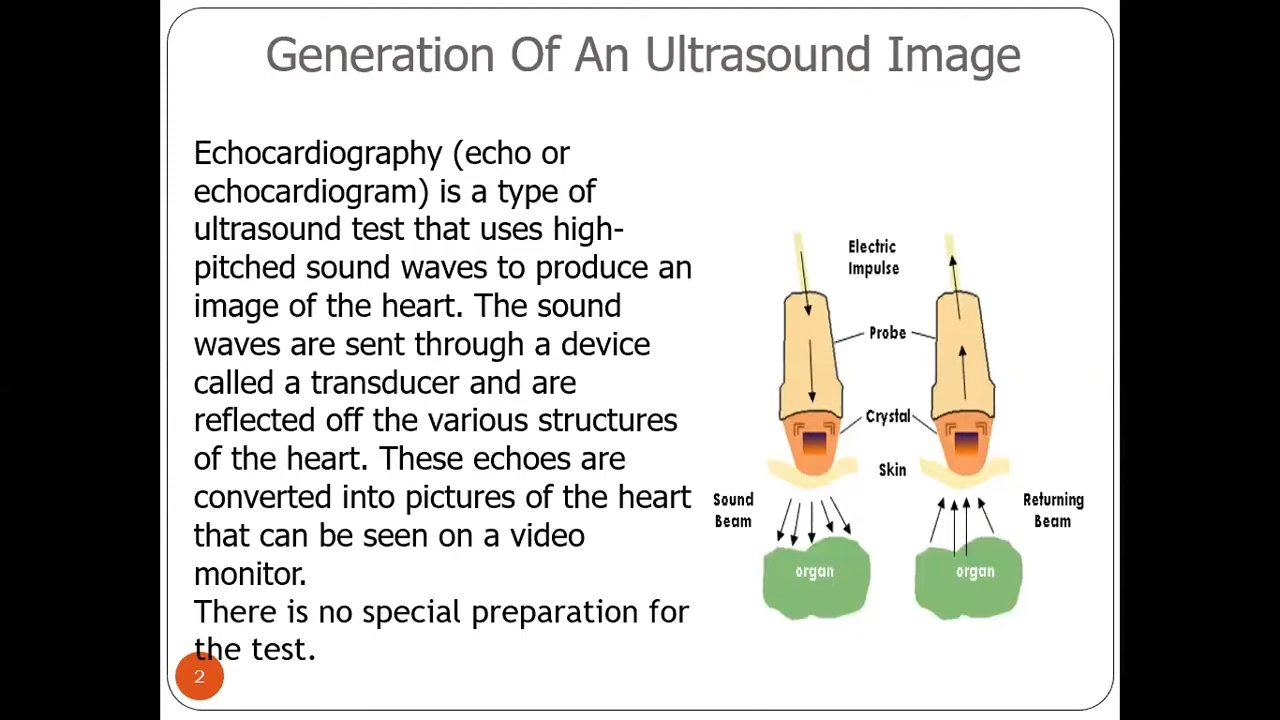 Generation Of An Ultrasound Image
Echocardiography (echo or
echocardiogram) is a type of
ultrasound test that uses high-
pitched sound waves to produce an
image of the heart. The sound
waves are sent through a device
called a transducer and are
reflected off the various structures
of the heart. These echoes are
converted into pictures of the heart
that can be seen on a video
monitor.
There is no special preparation for
the test.
Electric
Impulse
Probe
Crystal
Skin
Sound
Beam
Returning
Beam
organ
organ
2